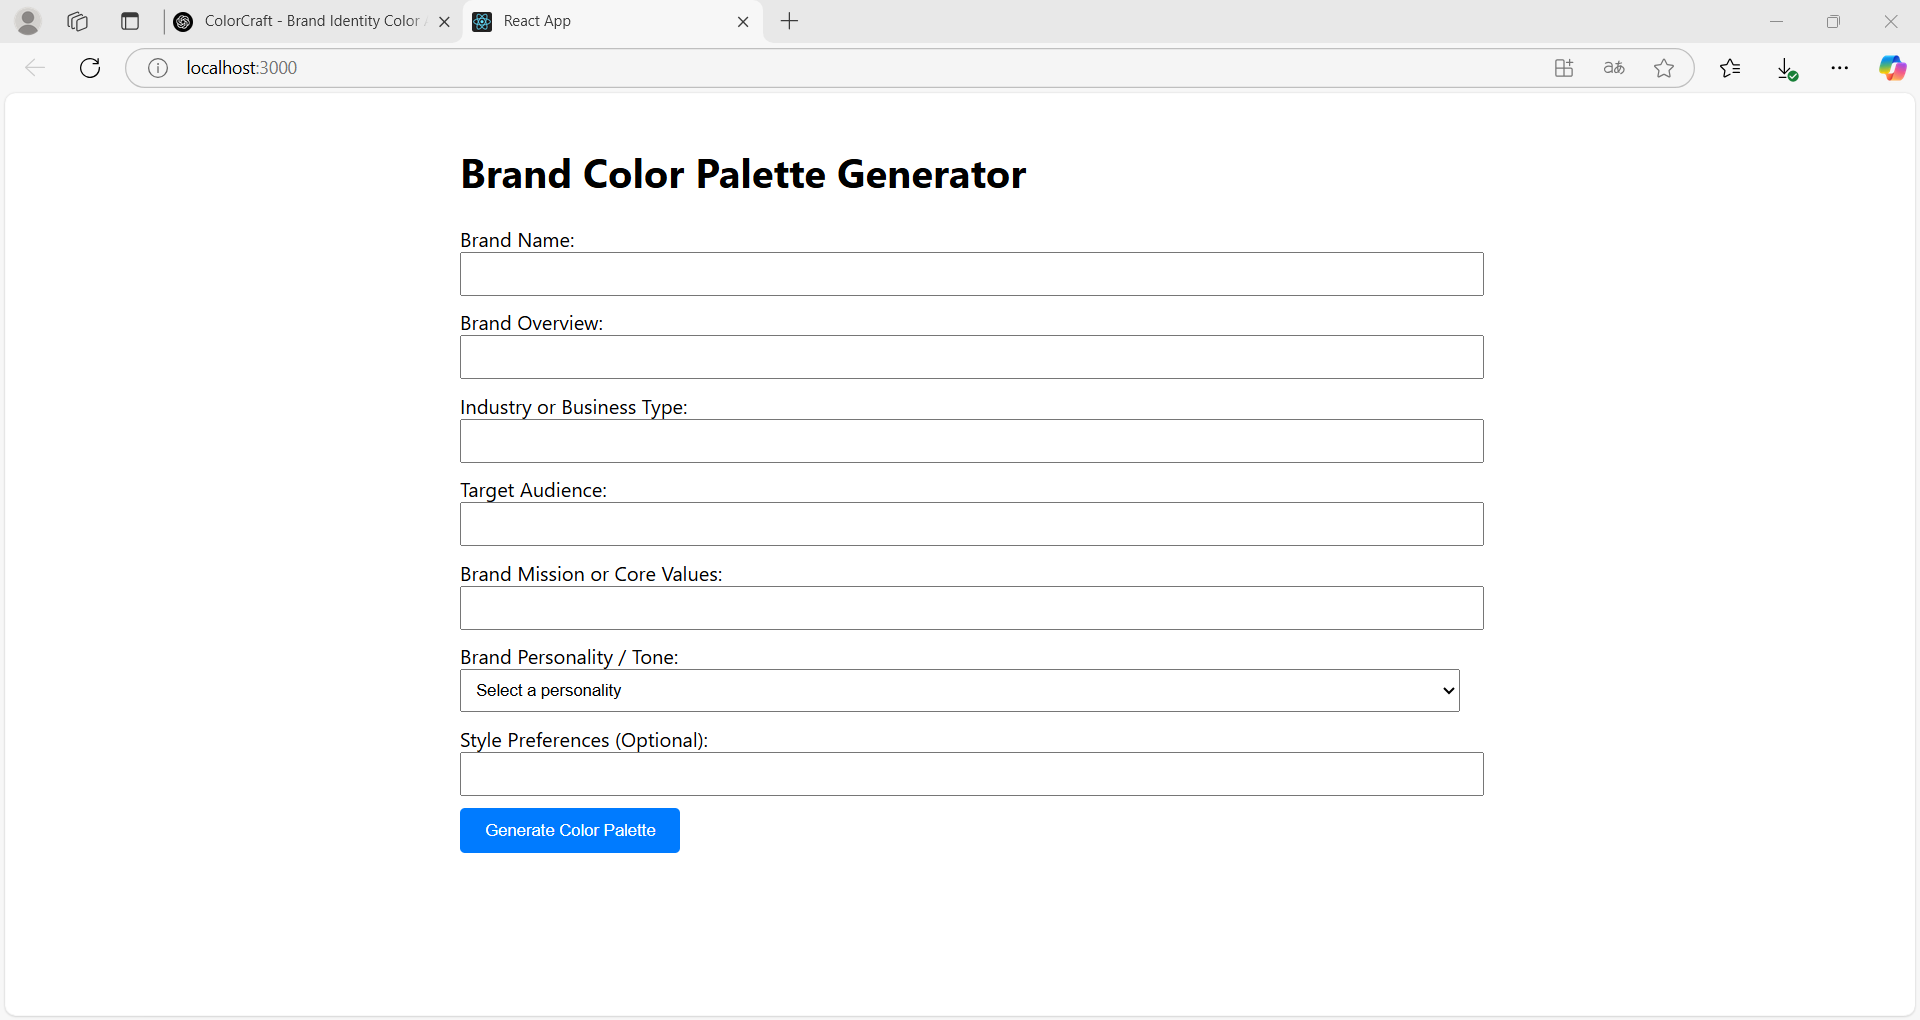 ColorCraft - Brand Identity Color
React App
localhost:3000
Brand Color Palette Generator
Brand Name:
Brand Overview:
Industry or Business Type:
Target Audience:
Brand Mission or Core Values:
Brand Personality / Tone:
Select a personality
Style Preferences (Optional):
Generate Color Palette